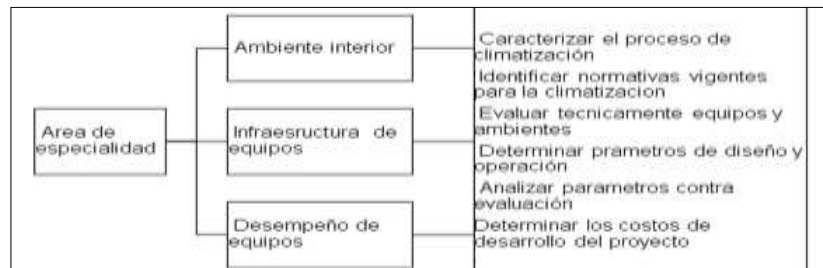 Area de
especialidad
Ambiente interior
Infraesructura de
equipos
Desempeño de
equipos
Caracterizar el proceso de
climatización
Identificar normativas vigentes
para la climatizacion
Evaluar tecnicamente equipos y
ambientes
Determinar prametros de diseño y
operación
Analizar parametros contra
evaluación
Determinar los costos de
desarrollo del proyecto